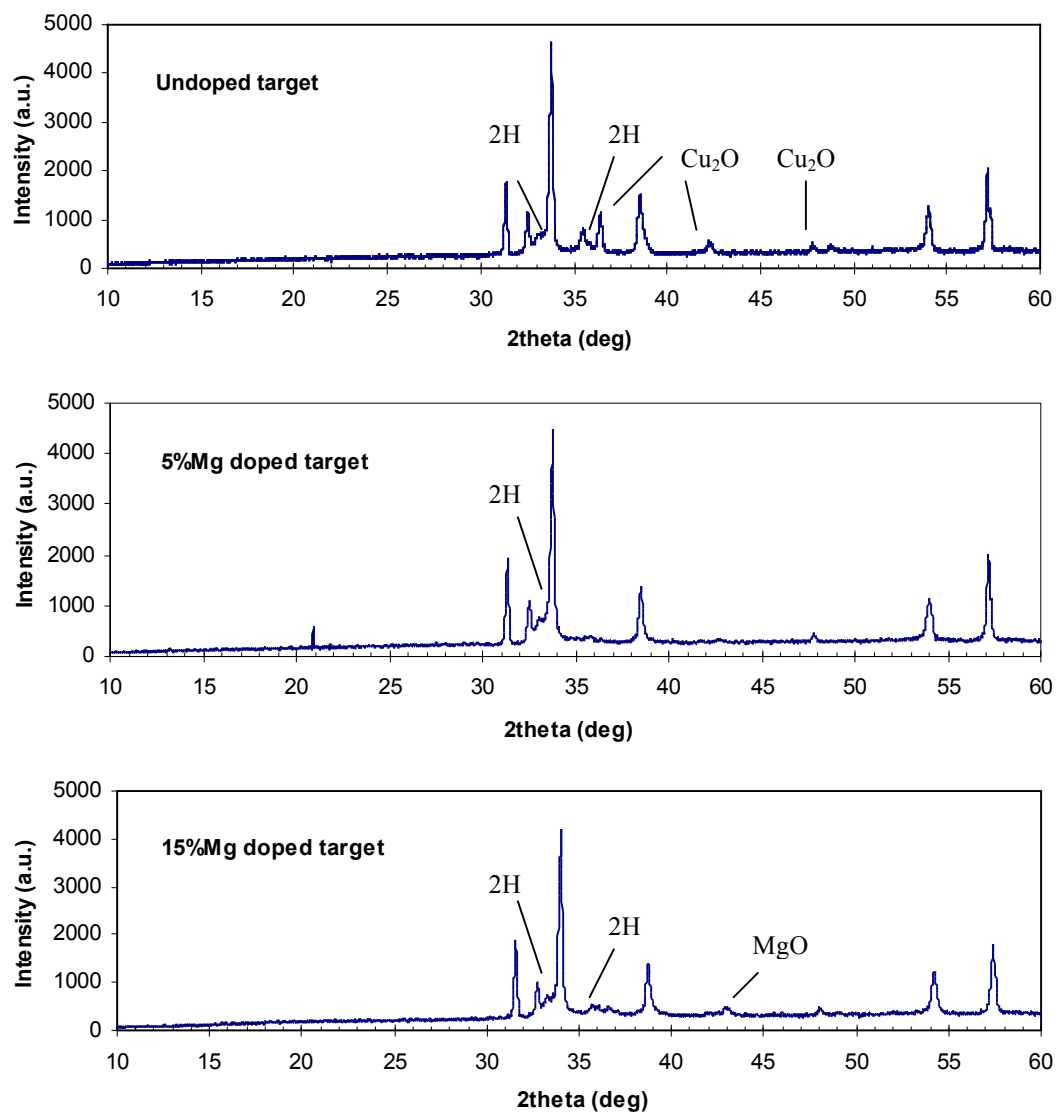 5000
Undoped target
4000
2H
2H
3000
Cu₂O
Cu₂O
2000
1000
0
Intensity (a.u.)
10 15 20 25 30 35 40 45 50 55 60
2theta (deg)
5000
5%Mg doped target
4000
2H
3000
2000
1000
0
Intensity (a.u.)
10 15 20 25 30 35 40 45 50 55 60
2theta (deg)
5000
15%Mg doped target
4000
2H
2H
3000
MgO
2000
1000
0
Intensity (a.u.)
10 15 20 25 30 35 40 45 50 55 60
2theta (deg)